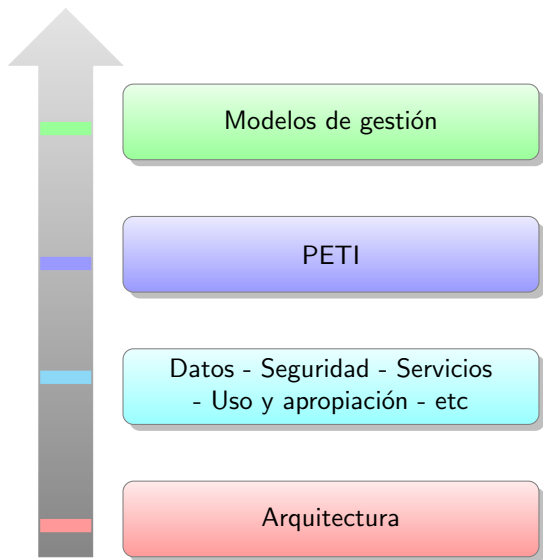 Modelos de gestión
PETI
Datos - Seguridad - Servicios
- Uso y apropiación - etc
Arquitectura